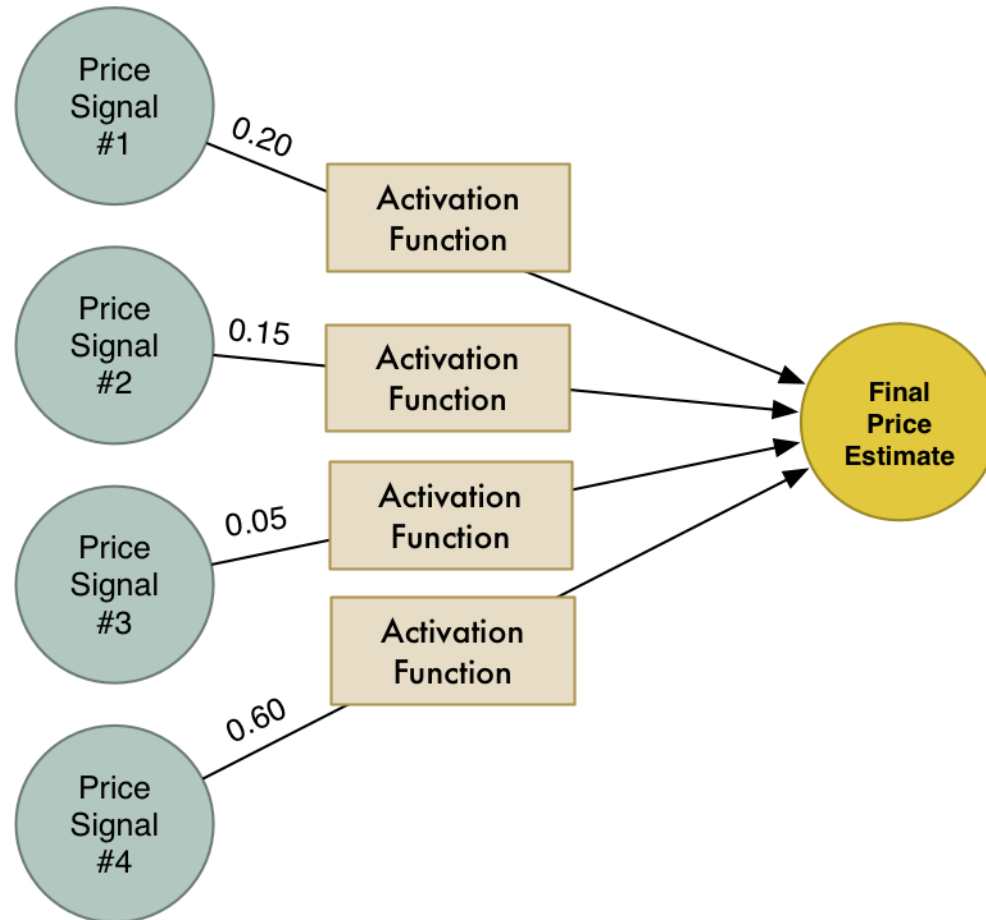 Price
Signal
#1
0.20
Activation
Function
Price
Signal
#2
0.15
Activation
Function
Final
Price
Estimate
Price
Signal
#3
0.05
Activation
Function
Price
Signal
#4
0.60
Activation
Function